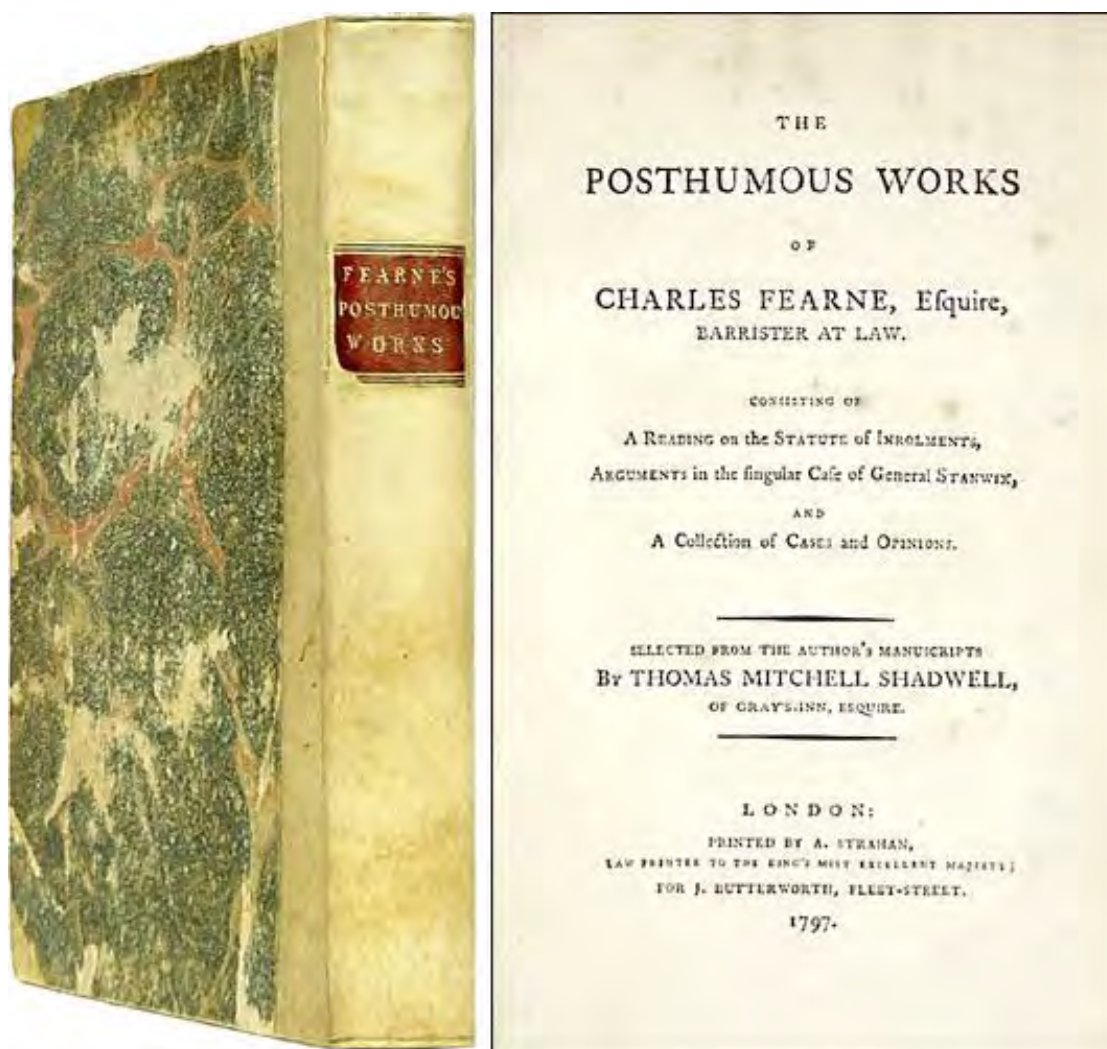 FEARNE'S
POSTHUMOU
WORKS
THE
POSTHUMOUS WORKS
OF
CHARLES FEARNE, Eſquire,
BARRISTER AT LAW.
CONSISTING OF
A READING on the STATUTE of INROLMENTS,
ARGUMENTS in the ſingular Caſe of General STANWIX,
AND
A Collection of CASES and OPINIONS.
SELECTED FROM THE AUTHOR'S MANUSCRIPTS
BY THOMAS MITCHELL SHADWELL,
OF GRAY'S-INN, ESQUIRE.
LONDON:
PRINTED BY A. STRAHAN,
LAW PRINTER TO THE KING'S MOST EXCELLENT MAJESTY;
FOR J. BUTTERWORTH, FLEET-STREET.
1797.